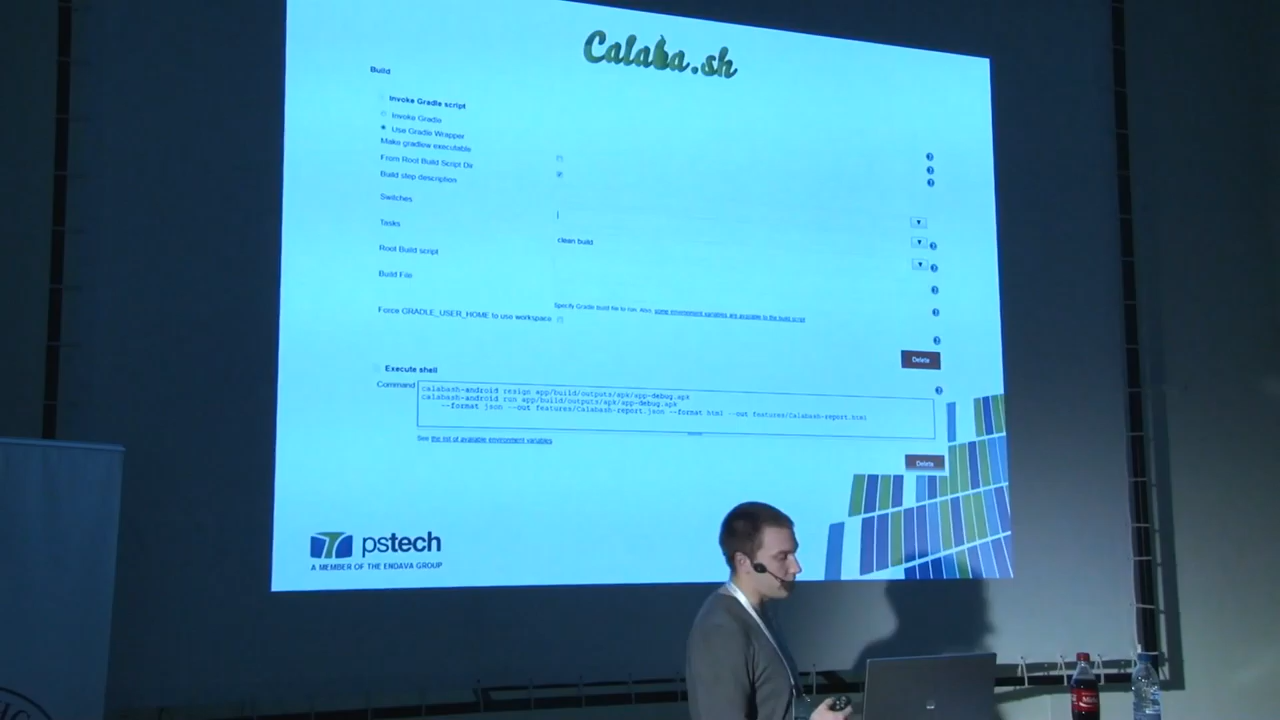 Calaba.sh
Build
Invoke Gradle script
Invoke Gradle
Use Gradle Wrapper
Make gradlew executable
From Root Build Script Dir
Build step description
Switches
Tasks
clean build
Root Build script
Build File
Specify Gradle build file to run. Also, some environment variables are available to the build script
Force GRADLE_USER_HOME to use workspace
Delete
Execute shell
Command
calabash-android resign app/build/outputs/apk/app-debug.apk
calabash-android run app/build/outputs/apk/app-debug.apk
--format json --out features/Calabash-report.json --format html --out features/Calabash-report.html
See the list of available environment variables
Delete
pstech
A MEMBER OF THE ENDAVA GROUP